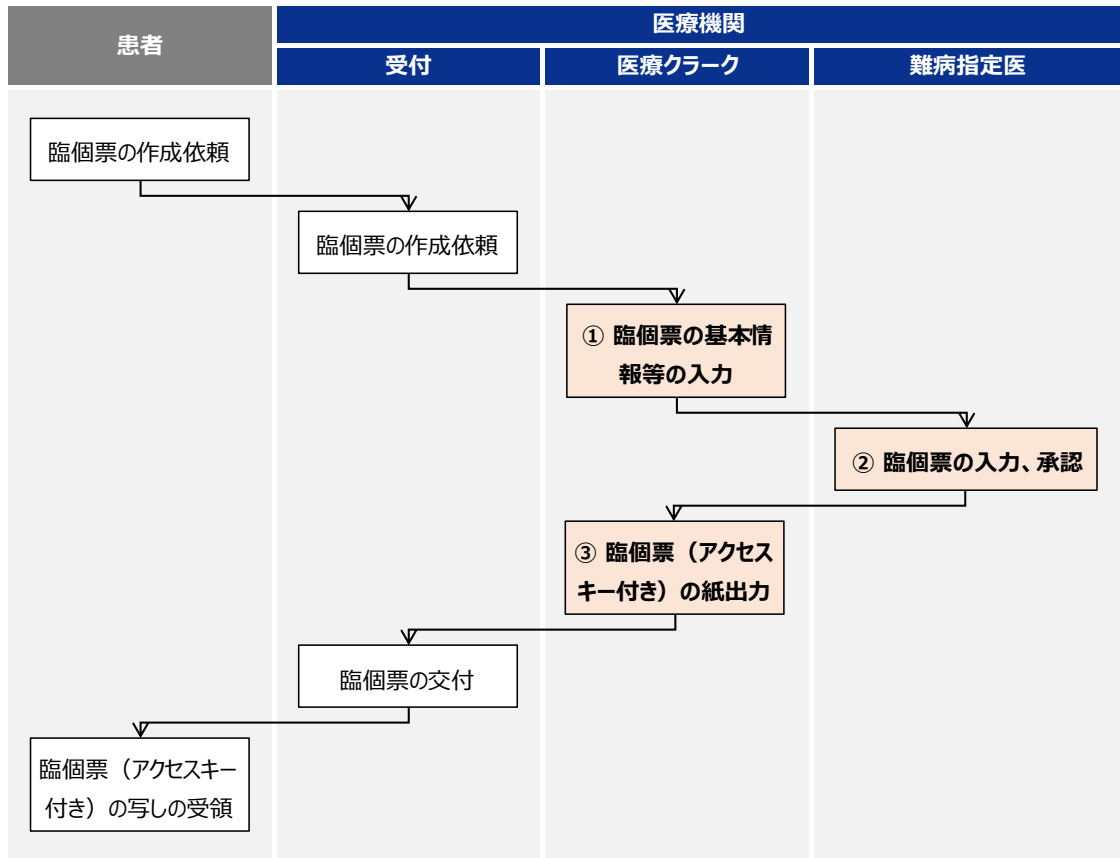 患者
医療機関
受付
医療クラーク
難病指定医
臨個票の作成依頼
臨個票の作成依頼
① 臨個票の基本情
報等の入力
② 臨個票の入力、承認
③ 臨個票（アクセス
キー付き）の紙出力
臨個票の交付
臨個票（アクセスキー
付き）の写しの受領